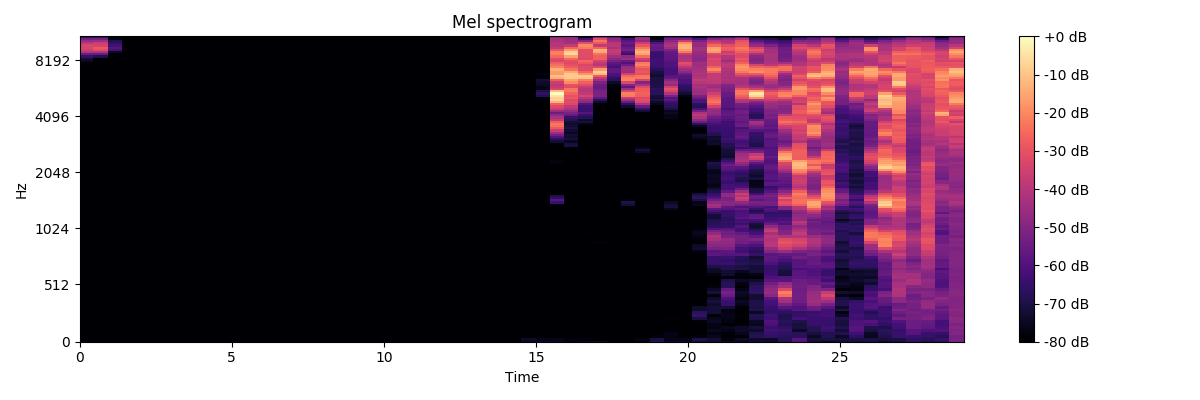 Mel spectrogram
8192
4096
2048
1024
512
0
Hz
0 5 10 15 20 25
Time
+0 dB
-10 dB
-20 dB
-30 dB
-40 dB
-50 dB
-60 dB
-70 dB
-80 dB